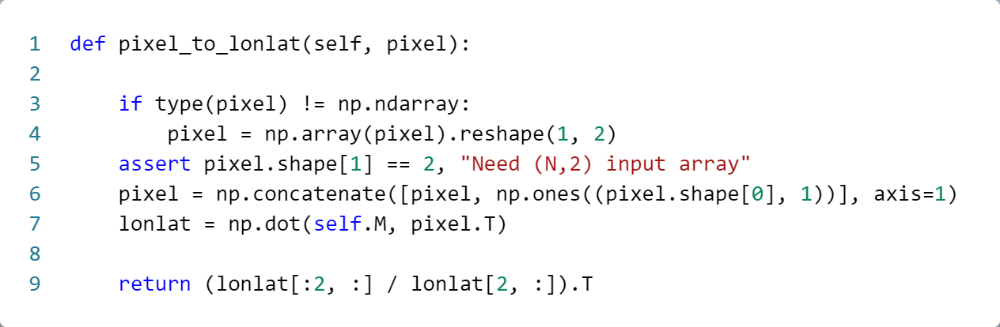 1 def pixel_to_lonlat(self, pixel):
2
3     if type(pixel) != np.ndarray:
4         pixel = np.array(pixel).reshape(1, 2)
5     assert pixel.shape[1] == 2, "Need (N,2) input array"
6     pixel = np.concatenate([pixel, np.ones((pixel.shape[0], 1))], axis=1)
7     lonlat = np.dot(self.M, pixel.T)
8
9     return (lonlat[:2, :] / lonlat[2, :]).T